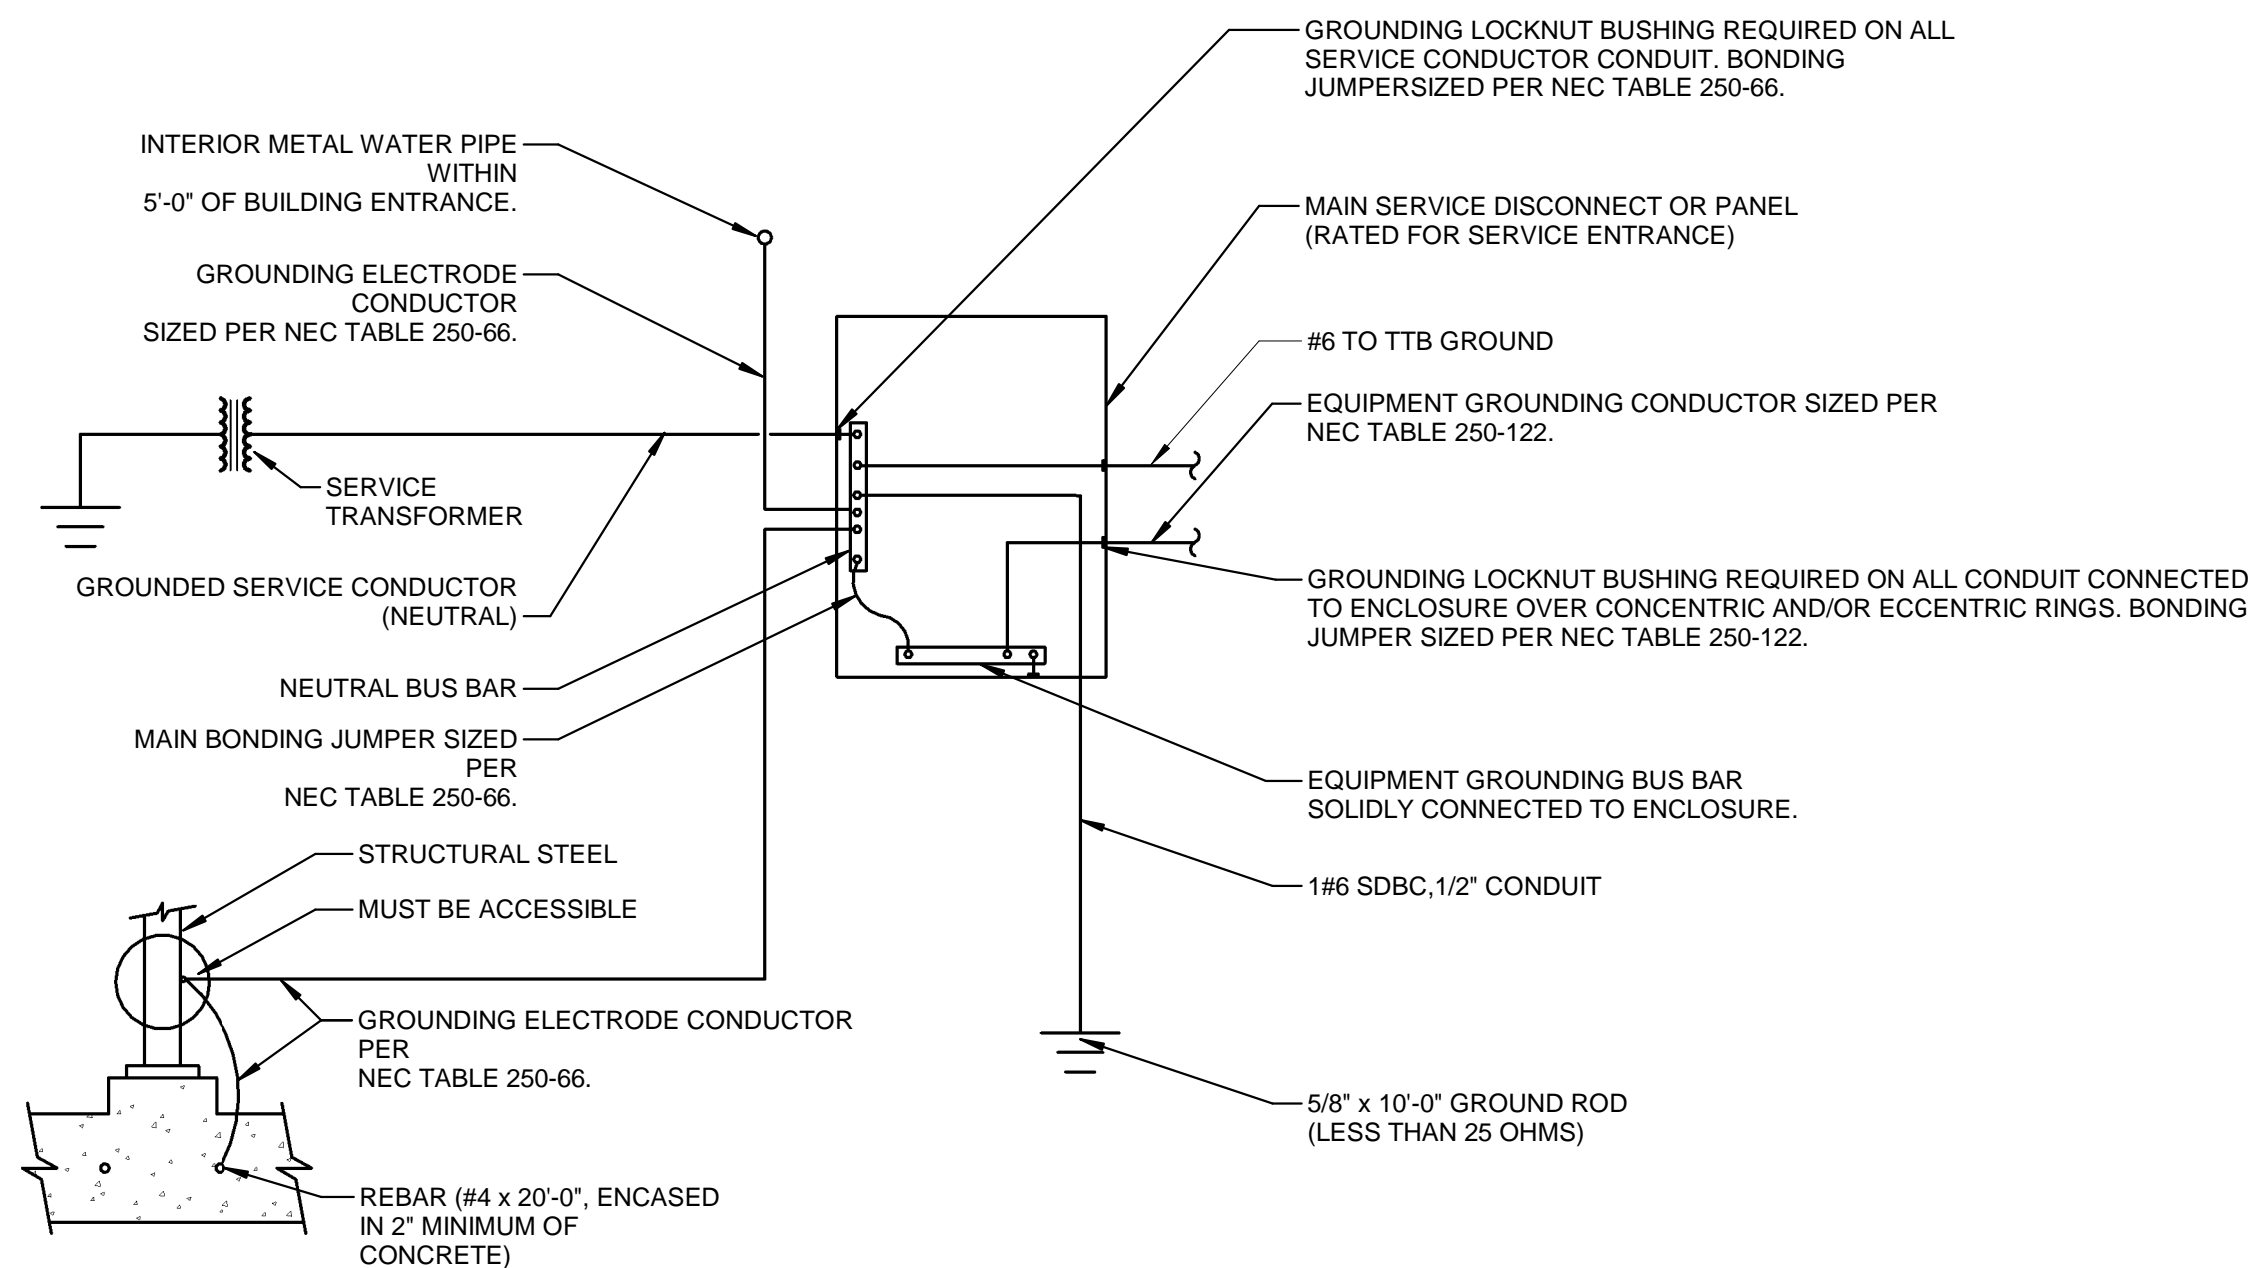 GROUNDING LOCKNUT BUSHING REQUIRED ON ALL
SERVICE CONDUCTOR CONDUIT. BONDING
JUMPERSIZED PER NEC TABLE 250-66.
INTERIOR METAL WATER PIPE
WITHIN
5'-0" OF BUILDING ENTRANCE.
MAIN SERVICE DISCONNECT OR PANEL
(RATED FOR SERVICE ENTRANCE)
GROUNDING ELECTRODE
CONDUCTOR
SIZED PER NEC TABLE 250-66.
#6 TO TTB GROUND
EQUIPMENT GROUNDING CONDUCTOR SIZED PER
NEC TABLE 250-122.
SERVICE
TRANSFORMER
GROUNDED SERVICE CONDUCTOR
(NEUTRAL)
GROUNDING LOCKNUT BUSHING REQUIRED ON ALL CONDUIT CONNECTED
TO ENCLOSURE OVER CONCENTRIC AND/OR ECCENTRIC RINGS. BONDING
JUMPER SIZED PER NEC TABLE 250-122.
NEUTRAL BUS BAR
MAIN BONDING JUMPER SIZED
PER
NEC TABLE 250-66.
EQUIPMENT GROUNDING BUS BAR
SOLIDLY CONNECTED TO ENCLOSURE.
STRUCTURAL STEEL
1#6 SDBC,1/2" CONDUIT
MUST BE ACCESSIBLE
GROUNDING ELECTRODE CONDUCTOR
PER
NEC TABLE 250-66.
5/8" x 10'-0" GROUND ROD
(LESS THAN 25 OHMS)
REBAR (#4 x 20'-0", ENCASED
IN 2" MINIMUM OF
CONCRETE)